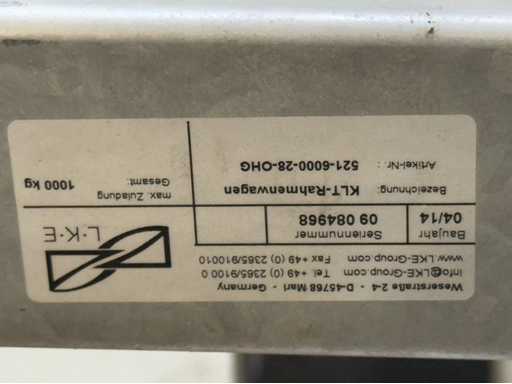 L·K·E
Weserstraße 2-4 - D-45768 Marl - Germany
info@LKE-Group.com Tel. +49 (0) 2365/9100 0
www.LKE-Group.com Fax +49 (0) 2365/910010
Baujahr Seriennummer
04/14 09 084968
Bezeichnung: KLT-Rahmenwagen
Artikel-Nr.: 521-6000-28-OHG
max. Zuladung
Gesamt: 1000 kg